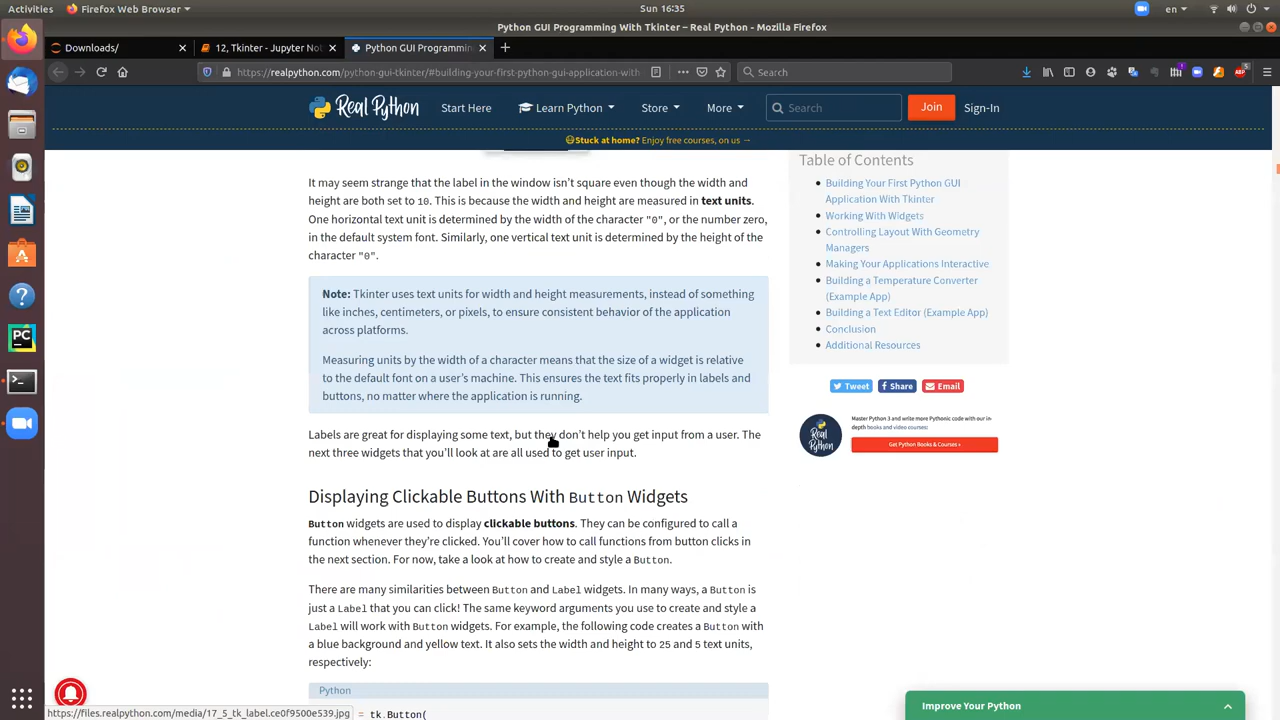 Activities Firefox Web Browser Sun 16:35 en
Python GUI Programming With Tkinter – Real Python - Mozilla Firefox
Downloads/ 12, Tkinter - Jupyter No Python GUI Programmin
https://realpython.com/python-gui-tkinter/#building-your-first-python-gui-application-with Search
Real Python Start Here Learn Python Store More Search Join Sign-In
Stuck at home? Enjoy free courses, on us →
It may seem strange that the label in the window isn’t square even though the width and
height are both set to 10. This is because the width and height are measured in text units.
One horizontal text unit is determined by the width of the character "0", or the number zero,
in the default system font. Similarly, one vertical text unit is determined by the height of the
character "0".
Note: Tkinter uses text units for width and height measurements, instead of something
like inches, centimeters, or pixels, to ensure consistent behavior of the application
across platforms.
Measuring units by the width of a character means that the size of a widget is relative
to the default font on a user’s machine. This ensures the text fits properly in labels and
buttons, no matter where the application is running.
Labels are great for displaying some text, but they don’t help you get input from a user. The
next three widgets that you’ll look at are all used to get user input.
Displaying Clickable Buttons With Button Widgets
Button widgets are used to display clickable buttons. They can be configured to call a
function whenever they’re clicked. You’ll cover how to call functions from button clicks in
the next section. For now, take a look at how to create and style a Button.
There are many similarities between Button and Label widgets. In many ways, a Button is
just a Label that you can click! The same keyword arguments you use to create and style a
Label will work with Button widgets. For example, the following code creates a Button with
a blue background and yellow text. It also sets the width and height to 25 and 5 text units,
respectively:
Python
= tk.Button(
Table of Contents
Building Your First Python GUI
Application With Tkinter
Working With Widgets
Controlling Layout With Geometry
Managers
Making Your Applications Interactive
Building a Temperature Converter
(Example App)
Building a Text Editor (Example App)
Conclusion
Additional Resources
Tweet Share Email
Real Python
Master Python 3 and write more Pythonic code with our in-
depth books and video courses:
Get Python Books & Courses »
Improve Your Python
https://files.realpython.com/media/17_5_tk_label.ce0f9500e539.jpg
PC